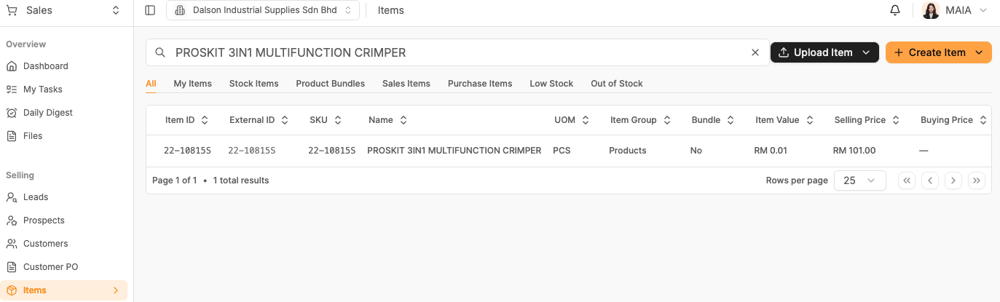 Sales
Dalson Industrial Supplies Sdn Bhd
Items
MAIA
Overview
Dashboard
My Tasks
Daily Digest
Files
Selling
Leads
Prospects
Customers
Customer PO
Items
PROSKIT 3IN1 MULTIFUNCTION CRIMPER
Upload Item
Create Item
All My Items Stock Items Product Bundles Sales Items Purchase Items Low Stock Out of Stock
Item ID External ID SKU Name UOM Item Group Bundle Item Value Selling Price Buying Price
22-10815S 22-10815S 22-10815S PROSKIT 3IN1 MULTIFUNCTION CRIMPER PCS Products No RM 0.01 RM 101.00 —
Page 1 of 1 • 1 total results Rows per page 25